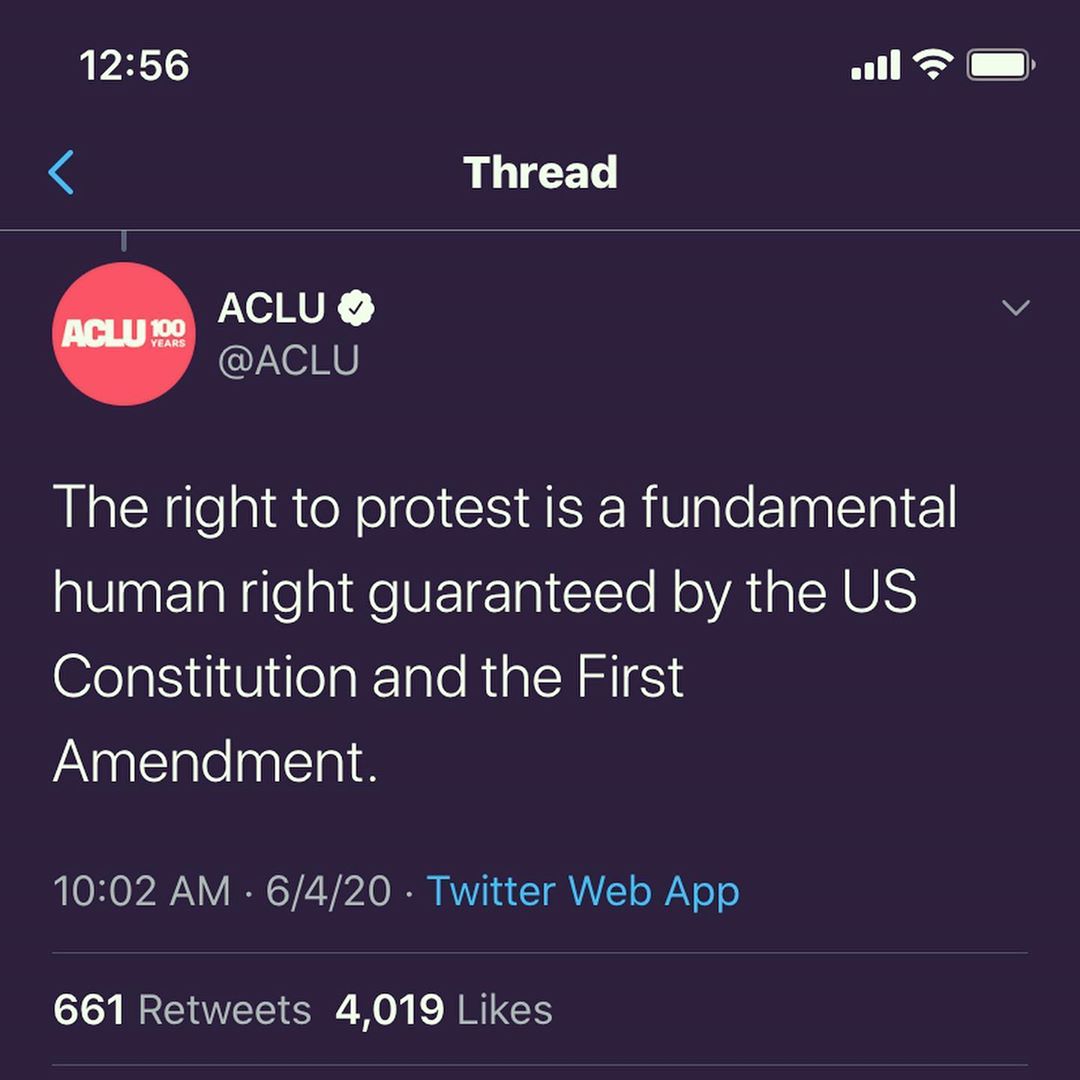 12:56
Thread
ACLU 100
YEARS
ACLU
@ACLU
The right to protest is a fundamental
human right guaranteed by the US
Constitution and the First
Amendment.
10:02 AM · 6/4/20 · Twitter Web App
661 Retweets 4,019 Likes